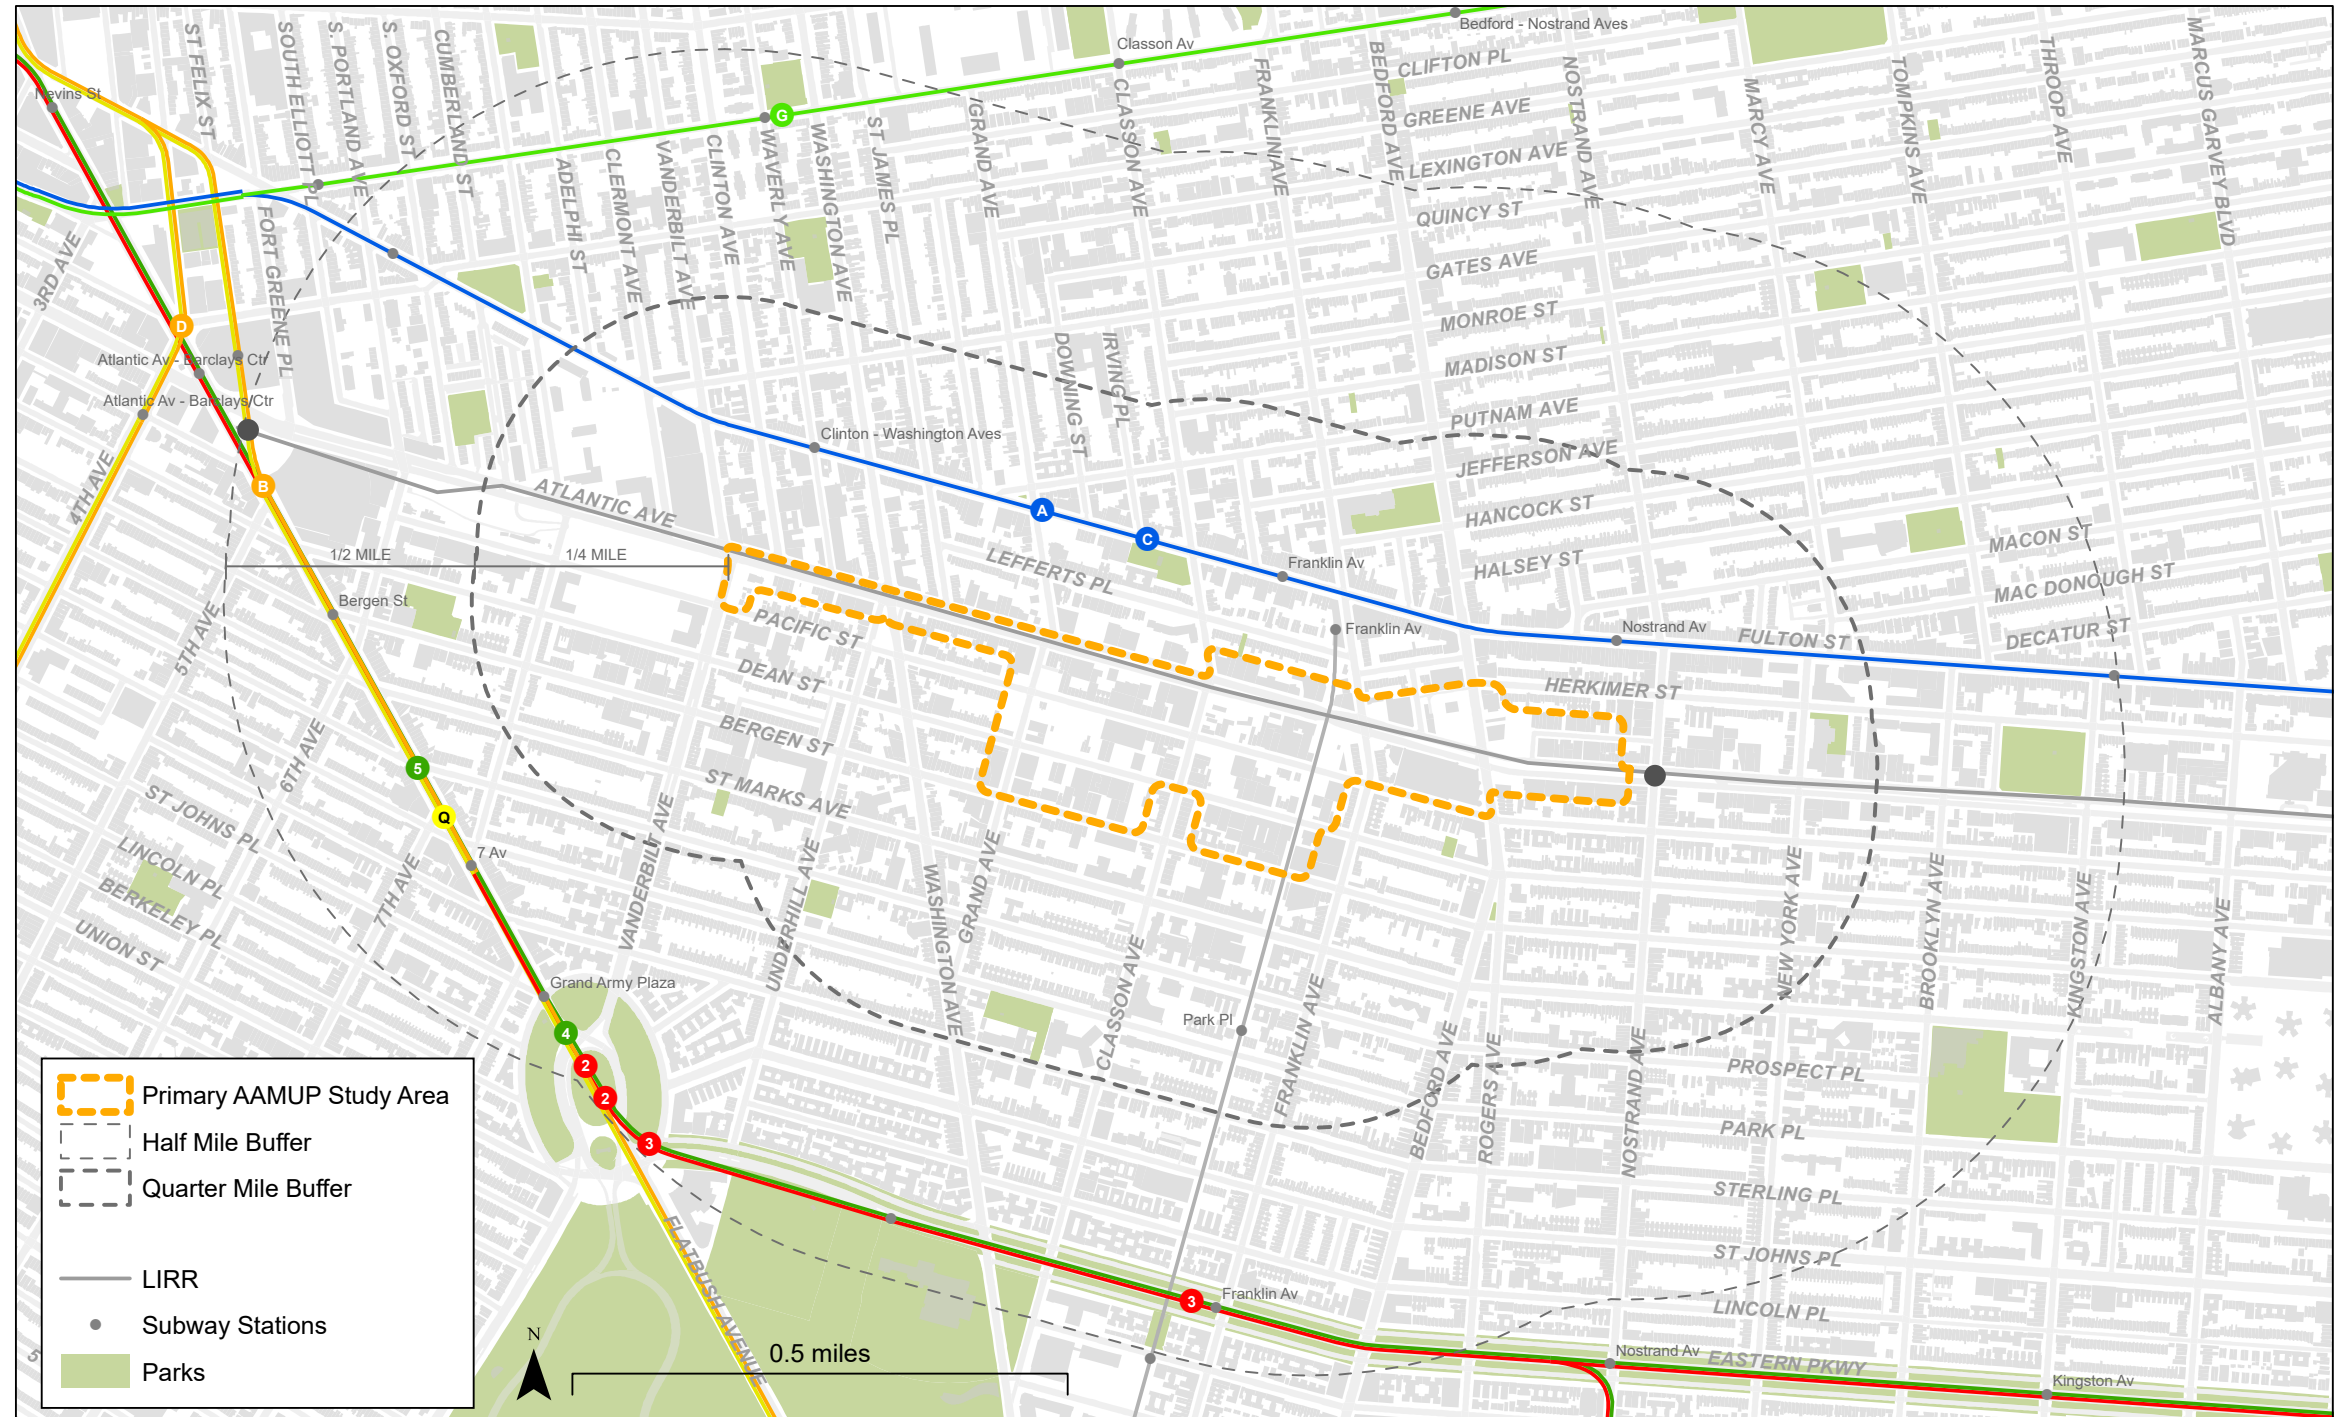 Bedford - Nostrand Aves
Classon Av
Nevins St
ST FELIX ST
SOUTH ELLIOTT PL
S. PORTLAND AVE
S. OXFORD ST
CUMBERLAND ST
ADELPHI ST
CLERMONT AVE
VANDERBILT AVE
CLINTON AVE
WAVERLY AVE
WASHINGTON AVE
ST JAMES PL
GRAND AVE
CLASSON AVE
FRANKLIN AVE
BEDFORD AVE
CLIFTON PL
GREENE AVE
LEXINGTON AVE
QUINCY ST
GATES AVE
MONROE ST
MADISON ST
PUTNAM AVE
JEFFERSON AVE
HANCOCK ST
HALSEY ST
NOSTRAND AVE
MARCY AVE
TOMPKINS AVE
THROOP AVE
MARCUS GARVEY BLVD
G
3RD AVE
FORT GREENE PL
D
Atlantic Av - Barclays Ctr
Atlantic Av - Barclays/Ctr
B
4TH AVE
ATLANTIC AVE
DOWNING ST
IRVING PL
Clinton - Washington Aves
A
C
LEFFERTS PL
Franklin Av
Franklin Av
Nostrand Av
FULTON ST
MACON ST
MAC DONOUGH ST
DECATUR ST
HERKIMER ST
1/2 MILE
1/4 MILE
Bergen St
5TH AVE
PACIFIC ST
DEAN ST
BERGEN ST
ST MARKS AVE
6TH AVE
5
Q
7 Av
ST JOHNS PL
LINCOLN PL
BERKELEY PL
UNION ST
7TH AVE
VANDERBILT AVE
UNDERHILL AVE
WASHINGTON AVE
GRAND AVE
CLASSON AVE
Park Pl
FRANKLIN AVE
BEDFORD AVE
ROGERS AVE
NOSTRAND AVE
NEW YORK AVE
BROOKLYN AVE
KINGSTON AVE
ALBANY AVE
PROSPECT PL
PARK PL
STERLING PL
ST JOHNS PL
LINCOLN PL
EASTERN PKWY
Grand Army Plaza
4
2
2
3
3
Franklin Av
Nostrand Av
Kingston Av
FLATBUSH AVENUE
Primary AAMUP Study Area
Half Mile Buffer
Quarter Mile Buffer
LIRR
Subway Stations
Parks
5
N
0.5 miles